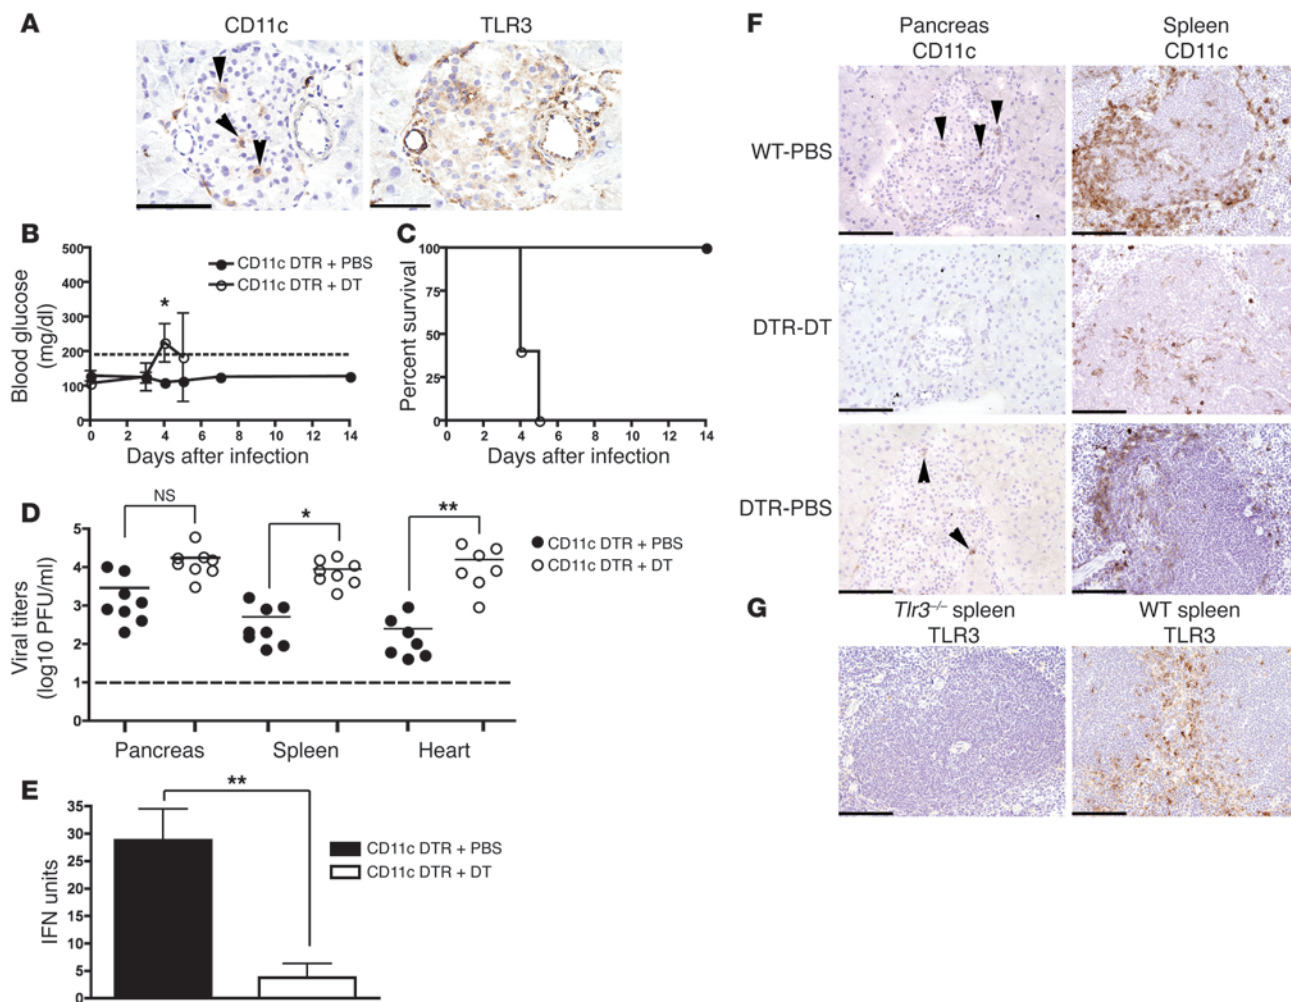 A
CD11c
TLR3
B
500
400
300
200
100
0
Blood glucose
(mg/dl)
*
CD11c DTR + PBS
CD11c DTR + DT
0
2
4
6
8
10
12
14
Days after infection
C
100
75
50
25
0
Percent survival
0
2
4
6
8
10
12
14
Days after infection
D
NS
*
**
5
4
3
2
1
0
Viral titers
(log10 PFU/ml)
CD11c DTR + PBS
CD11c DTR + DT
Pancreas
Spleen
Heart
E
**
35
30
25
20
15
10
5
0
IFN units
CD11c DTR + PBS
CD11c DTR + DT
F
Pancreas
CD11c
Spleen
CD11c
WT-PBS
DTR-DT
DTR-PBS
G
Tlr3–/– spleen
TLR3
WT spleen
TLR3